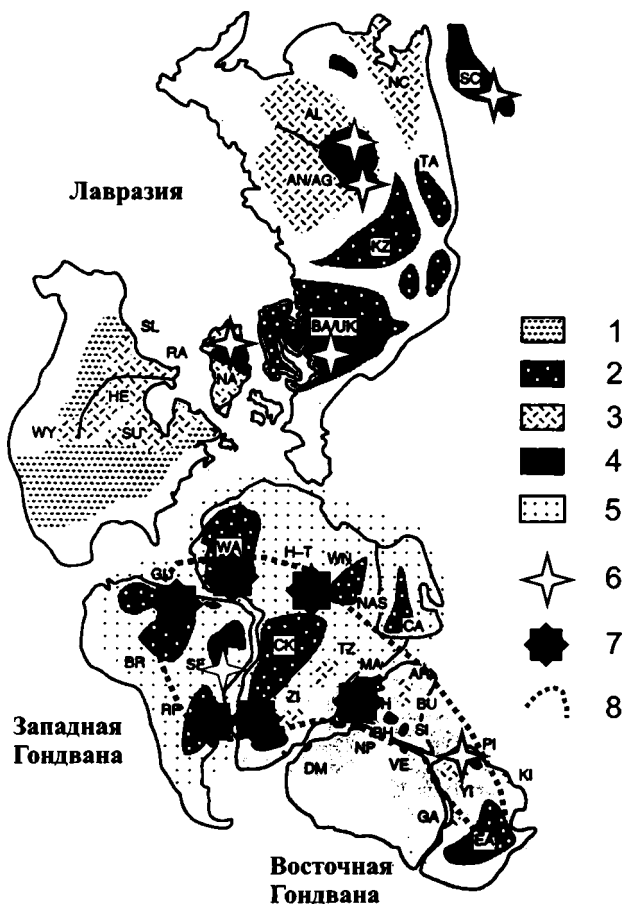 SC
NC
AL
TA
AN/AG
Лавразия
KZ
BA/UK
SL
RA
NA
HE
WY
SU
1
2
3
4
5
6
7
8
WA
H–T
WN
GU
NAS
CA
CK
TZ
BR
SF
MA
AR
RP
ZI
H
BU
BH
SI
NP
PI
VE
KI
DM
YI
GA
EA
Западная
Гондвана
Восточная
Гондвана